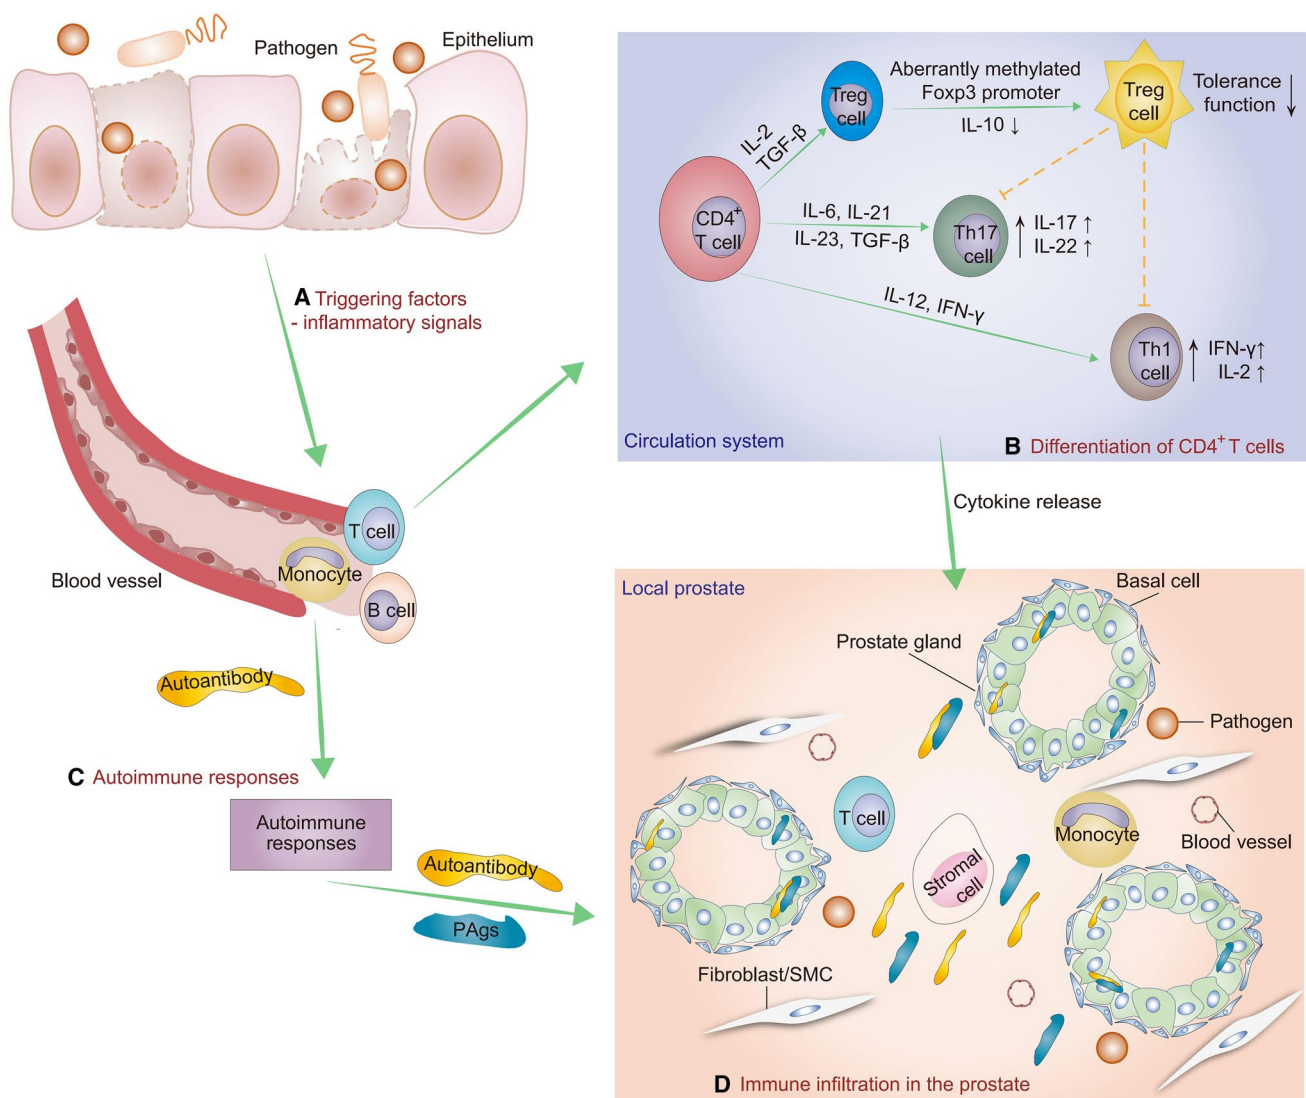 Pathogen
Epithelium
A Triggering factors
- inflammatory signals
Blood vessel
T cell
Monocyte
B cell
Autoantibody
C Autoimmune responses
Autoimmune
responses
Autoantibody
PAgs
Treg
cell
Aberrantly methylated
Foxp3 promoter
IL-10 ↓
Treg
cell
Tolerance
function ↓
IL-2
TGF-β
CD4⁺
T cell
IL-6, IL-21
IL-23, TGF-β
Th17
cell
↑ IL-17 ↑
IL-22 ↑
IL-12, IFN-γ
Th1
cell
↑ IFN-γ↑
IL-2 ↑
Circulation system
B Differentiation of CD4⁺ T cells
Cytokine release
Local prostate
Basal cell
Prostate gland
Pathogen
T cell
Monocyte
Blood vessel
Stromal
cell
Fibroblast/SMC
D Immune infiltration in the prostate